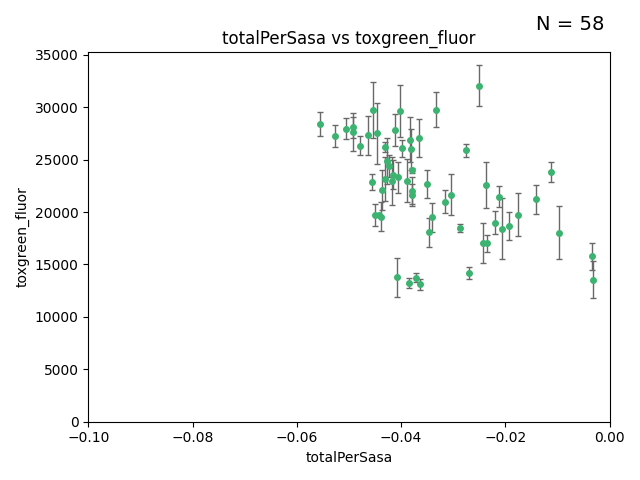 N = 58
totalPerSasa vs toxgreen_fluor
toxgreen_fluor
35000
30000
25000
20000
15000
10000
5000
0
−0.10 −0.08 −0.06 −0.04 −0.02 0.00
totalPerSasa